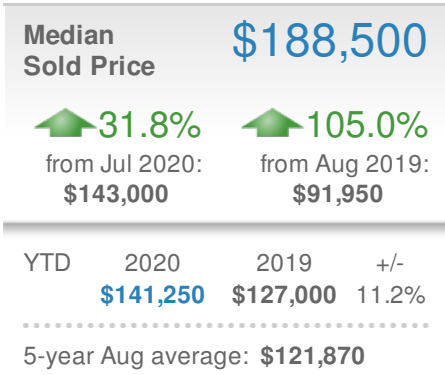 Median
Sold Price
$188,500
31.8%
from Jul 2020:
$143,000
105.0%
from Aug 2019:
$91,950
YTD 2020 2019 +/-
$141,250 $127,000 11.2%
5-year Aug average: $121,870